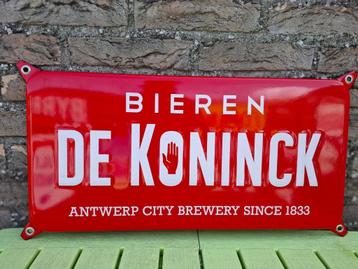 BIEREN
DE KONINCK
ANTWERP CITY BREWERY SINCE 1833